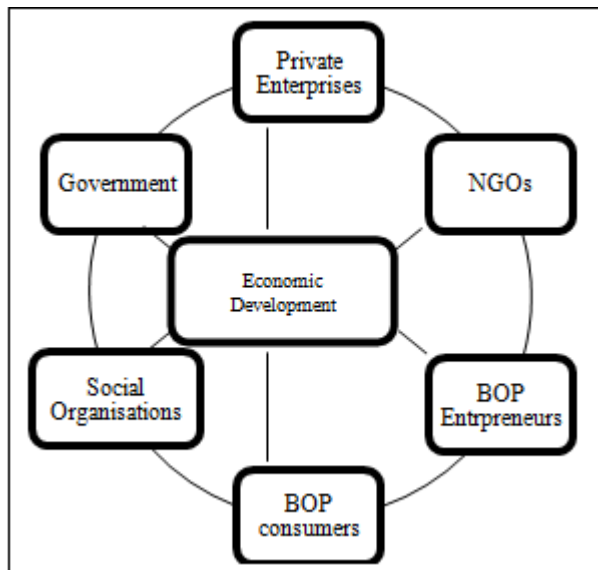 Private
Enterprises
Government
NGOs
Economic
Development
Social
Organisations
BOP
Entrpreneurs
BOP
consumers